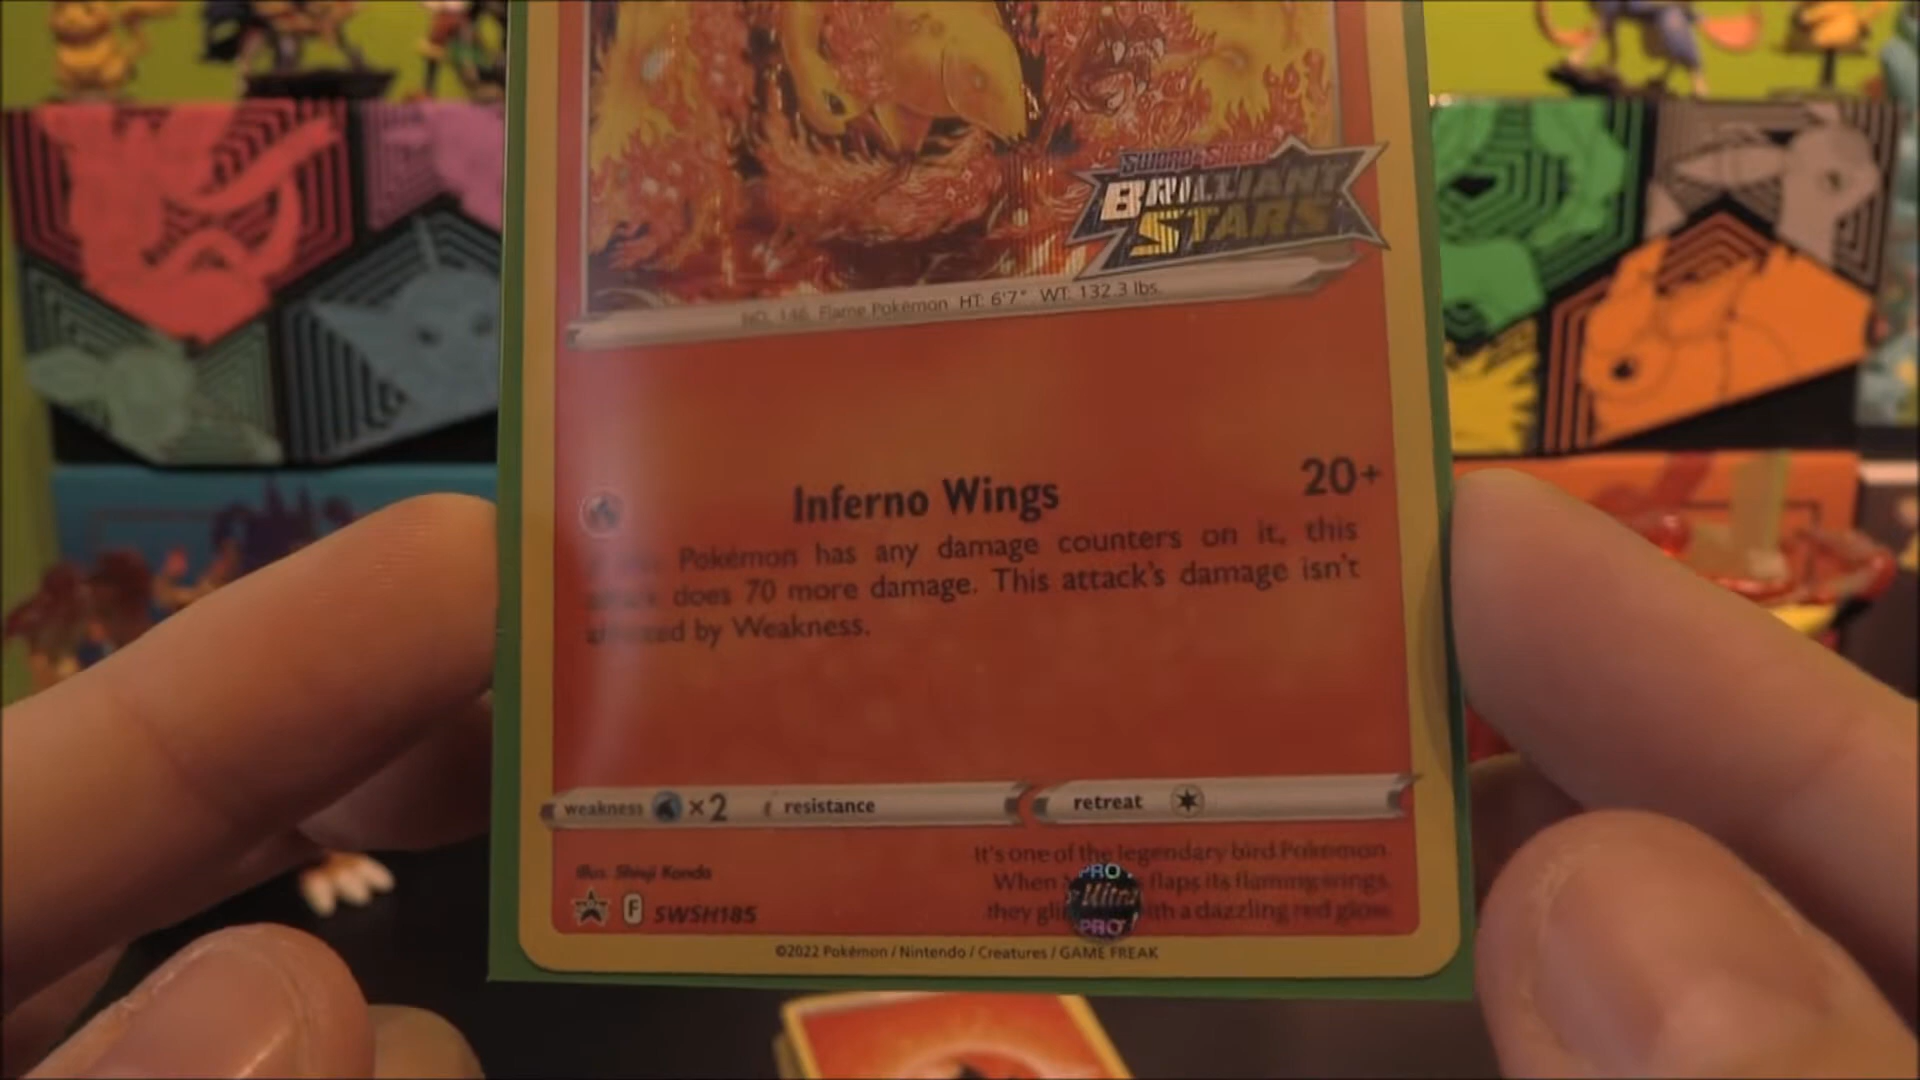 SWORD & SHIELD
BRILLIANT
STARS
NO. 146 Flame Pokémon HT: 6'7" WT: 132.3 lbs.
Inferno Wings 20+
Pokémon has any damage counters on it, this
does 70 more damage. This attack's damage isn't
by Weakness.
weakness ×2 resistance retreat
Illus. Shinji Kanda
F SWSH185
It's one of the legendary bird Pokémon.
When flaps its flaming wings,
they with a dazzling red glow.
PRO
Ultra
PRO
©2022 Pokémon / Nintendo / Creatures / GAME FREAK